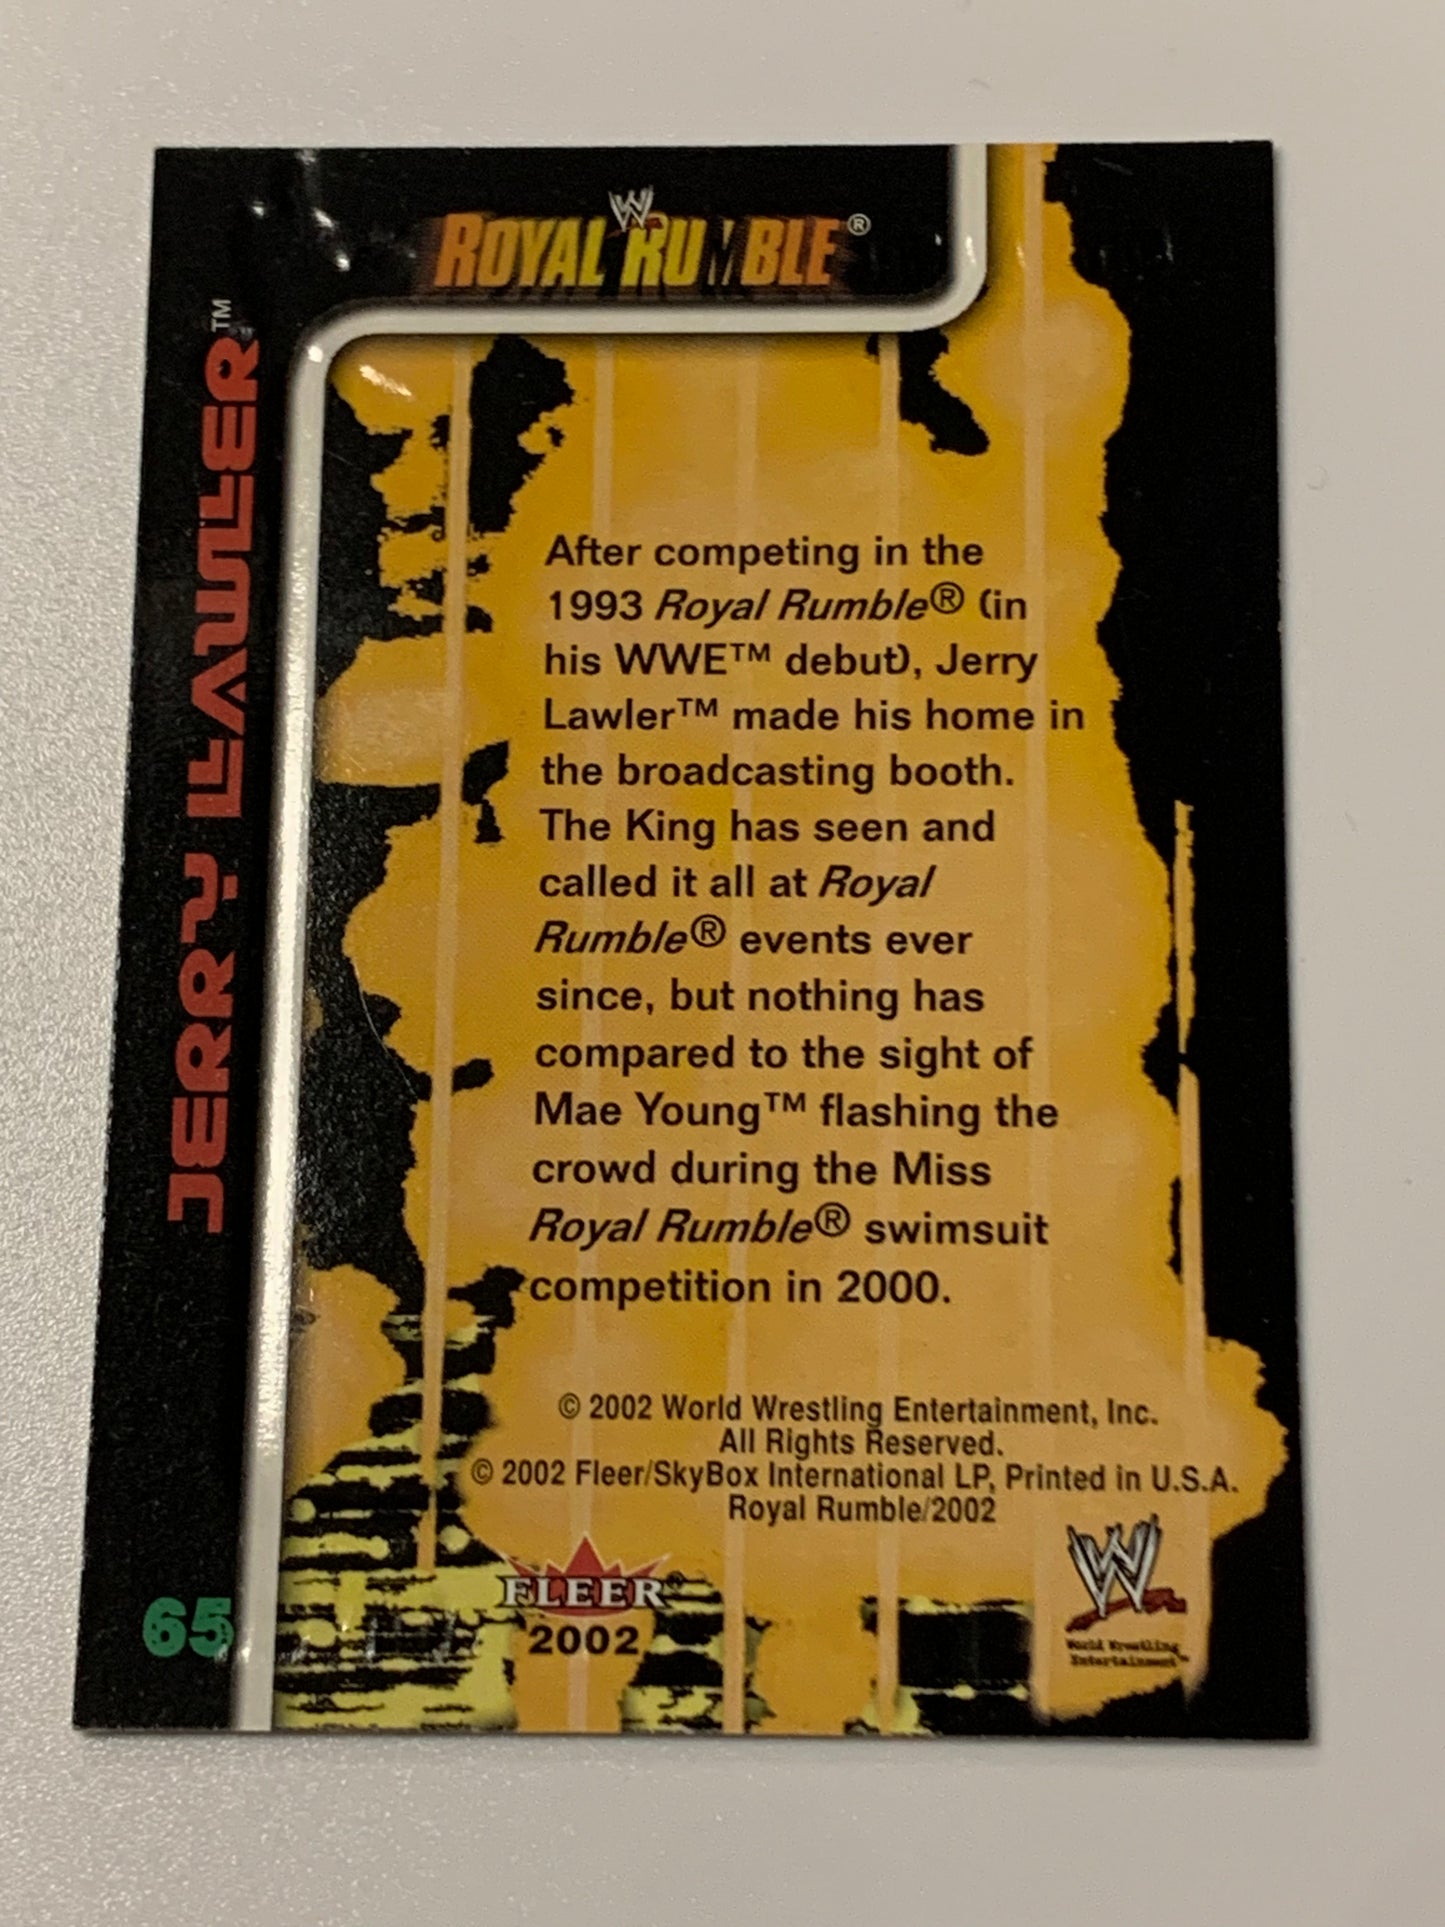 W
ROYAL RUMBLE®
JERRY LAWLER™
After competing in the
1993 Royal Rumble® (in
his WWE™ debut), Jerry
Lawler™ made his home in
the broadcasting booth.
The King has seen and
called it all at Royal
Rumble® events ever
since, but nothing has
compared to the sight of
Mae Young™ flashing the
crowd during the Miss
Royal Rumble® swimsuit
competition in 2000.
© 2002 World Wrestling Entertainment, Inc.
All Rights Reserved.
© 2002 Fleer/SkyBox International LP, Printed in U.S.A.
Royal Rumble/2002
65
FLEER®
2002
W
World Wrestling
Entertainment™